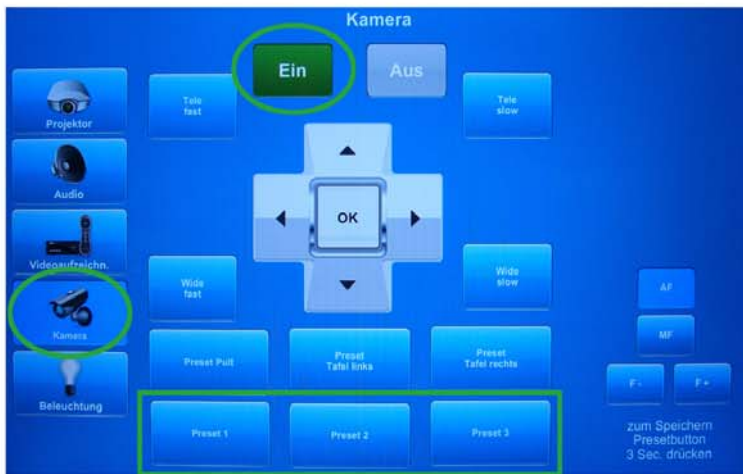 Kamera
Ein
Aus
Projektor
Tele
fast
Tele
slow
Audio
OK
Videoaufzeichn.
Wide
fast
Wide
slow
AF
Kamera
MF
Preset Pult
Preset
Tafel links
Preset
Tafel rechts
F -
F +
Beleuchtung
Preset 1
Preset 2
Preset 3
zum Speichern
Presetbutton
3 Sec. drücken